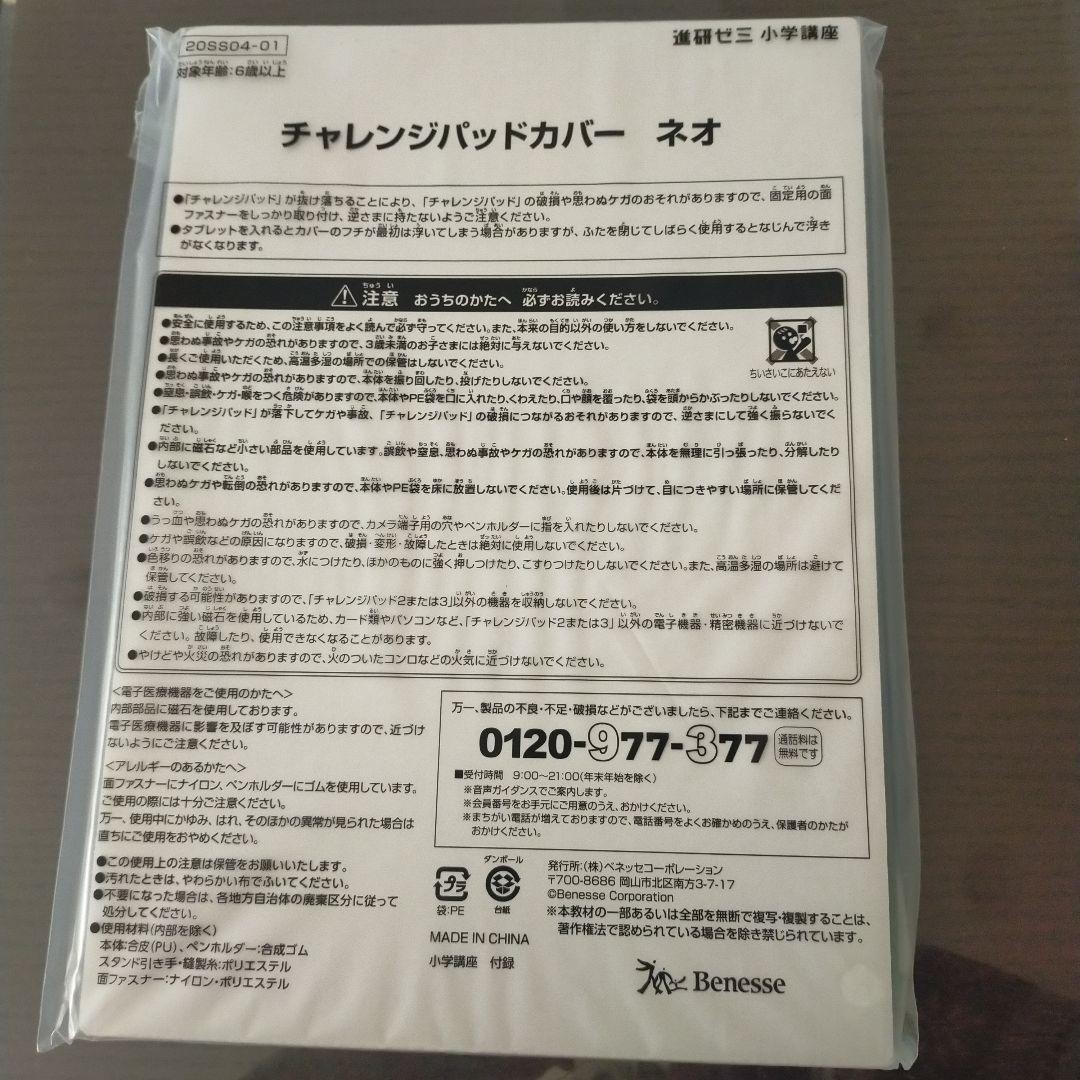 20SS04-01
進研ゼミ 小学講座
対象年齢:6歳以上
チャレンジパッドカバー ネオ
●「チャレンジパッド」が抜け落ちることにより、「チャレンジパッド」の破損や思わぬケガのおそれがありますので、固定用の面
ファスナーをしっかり取り付け、逆さまに持たないようご注意ください。
●タブレットを入れるとカバーのフチが最初は浮いてしまう場合がありますが、ふたを閉じてしばらく使用するとなじんで浮き
がなくなります。
注意 おうちのかたへ 必ずお読みください。
●安全に使用するため、この注意事項をよく読んで必ず守ってください。また、本来の目的以外の使い方をしないでください。
●思わぬ事故やケガの恐れがありますので、3歳未満のお子さまには絶対に与えないでください。
●長くご使用いただくため、高温多湿の場所での保管はしないでください。
●思わぬ事故やケガの恐れがありますので、本体を振り回したり、投げたりしないでください。
ちいさいこにあたえない
●窒息・誤飲・ケガ・喉をつく危険がありますので、本体やPE袋を口に入れたり、くわえたり、口や顔を覆ったり、袋を頭からかぶったりしないでください。
●「チャレンジパッド」が落下してケガや事故、「チャレンジパッド」の破損につながるおそれがありますので、逆さまにして強く振らないでく
ださい。
●内部に磁石など小さい部品を使用しています。誤飲や窒息、思わぬ事故やケガの恐れがありますので、本体を無理に引っ張ったり、分解したり
しないでください。
●思わぬケガや転倒の恐れがありますので、本体やPE袋を床に放置しないでください。使用後は片づけて、目につきやすい場所に保管してくだ
さい。
●うっ血や思わぬケガの恐れがありますので、カメラ端子用の穴やペンホルダーに指を入れたりしないでください。
●ケガや誤飲などの原因になりますので、破損・変形・故障したときは絶対に使用しないでください。
●色移りの恐れがありますので、水につけたり、ほかのものに強く押しつけたり、こすりつけたりしないでください。また、高温多湿の場所は避けて
保管してください。
●破損する可能性がありますので、「チャレンジパッド2または3」以外の機器を収納しないでください。
●内部に強い磁石を使用しているため、カード類やパソコンなど、「チャレンジパッド2または3」以外の電子機器・精密機器に近づけないで
ください。故障したり、使用できなくなることがあります。
●やけどや火災の恐れがありますので、火のついたコンロなどの火気に近づけないでください。
<電子医療機器をご使用のかたへ>
内部部品に磁石を使用しております。
電子医療機器に影響を及ぼす可能性がありますので、近づけ
ないようにご注意ください。
<アレルギーのあるかたへ>
面ファスナーにナイロン、ペンホルダーにゴムを使用しています。
ご使用の際には十分ご注意ください。
万一、使用中にかゆみ、はれ、そのほかの異常が見られた場合は
直ちにご使用をおやめください。
●この使用上の注意は保管をお願いいたします。
●汚れたときは、やわらかい布でふいてください。
●不要になった場合は、各地方自治体の廃棄区分に従って
処分してください。
●使用材料(内部を除く)
本体:合皮(PU)、ペンホルダー:合成ゴム
スタンド引き手・縫製糸:ポリエステル
面ファスナー:ナイロン・ポリエステル
万一、製品の不良・不足・破損などがございましたら、下記までご連絡ください。
0120-977-377
通話料は
無料です
■受付時間 9:00~21:00(年末年始を除く)
※音声ガイダンスでご案内します。
※会員番号をお手元にご用意のうえ、おかけください。
※まちがい電話が増えておりますので、電話番号をよくお確かめのうえ、保護者のかたが
おかけください。
プラ
袋:PE
ダンボール
台紙
MADE IN CHINA
小学講座 付録
発行所:(株)ベネッセコーポレーション
〒700-8686 岡山市北区南方3-7-17
©Benesse Corporation
※本教材の一部あるいは全部を無断で複写・複製することは、
著作権法で認められている場合を除き禁じられています。
Benesse